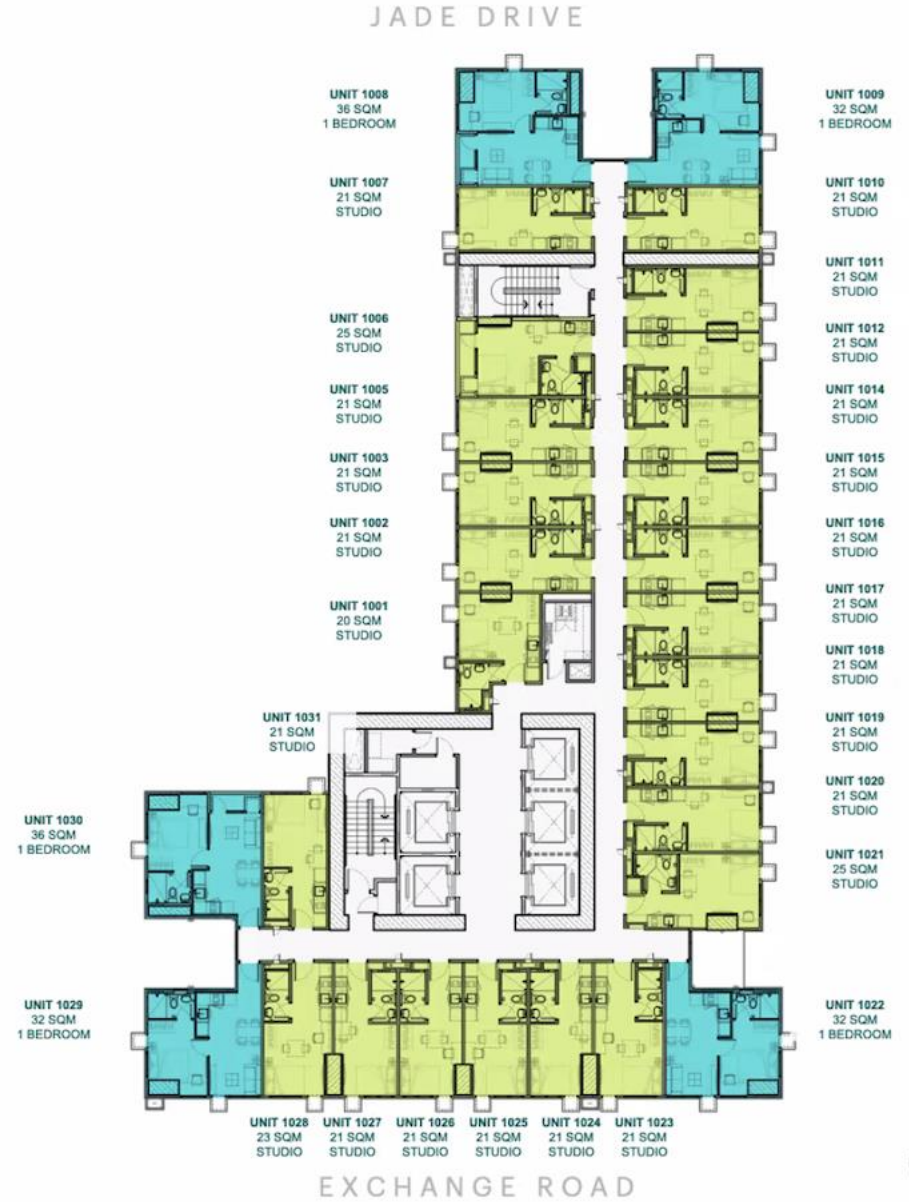 JADE DRIVE
UNIT 1008
36 SQM
1 BEDROOM
UNIT 1009
32 SQM
1 BEDROOM
UNIT 1007
21 SQM
STUDIO
UNIT 1010
21 SQM
STUDIO
UNIT 1011
21 SQM
STUDIO
UNIT 1006
25 SQM
STUDIO
UNIT 1012
21 SQM
STUDIO
UNIT 1005
21 SQM
STUDIO
UNIT 1014
21 SQM
STUDIO
UNIT 1003
21 SQM
STUDIO
UNIT 1015
21 SQM
STUDIO
UNIT 1002
21 SQM
STUDIO
UNIT 1016
21 SQM
STUDIO
UNIT 1001
20 SQM
STUDIO
UNIT 1017
21 SQM
STUDIO
UNIT 1018
21 SQM
STUDIO
UNIT 1031
21 SQM
STUDIO
UNIT 1019
21 SQM
STUDIO
UNIT 1020
21 SQM
STUDIO
UNIT 1030
36 SQM
1 BEDROOM
UNIT 1021
25 SQM
STUDIO
UNIT 1029
32 SQM
1 BEDROOM
UNIT 1022
32 SQM
1 BEDROOM
UNIT 1028
23 SQM
STUDIO
UNIT 1027
21 SQM
STUDIO
UNIT 1026
21 SQM
STUDIO
UNIT 1025
21 SQM
STUDIO
UNIT 1024
21 SQM
STUDIO
UNIT 1023
21 SQM
STUDIO
EXCHANGE ROAD